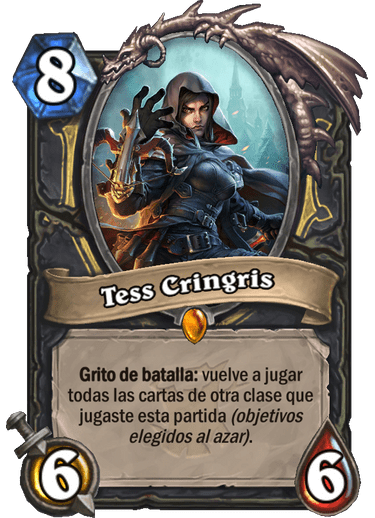 8
Tess Cringris
Grito de batalla: vuelve a jugar
todas las cartas de otra clase que
jugaste esta partida (objetivos
elegidos al azar).
6
6